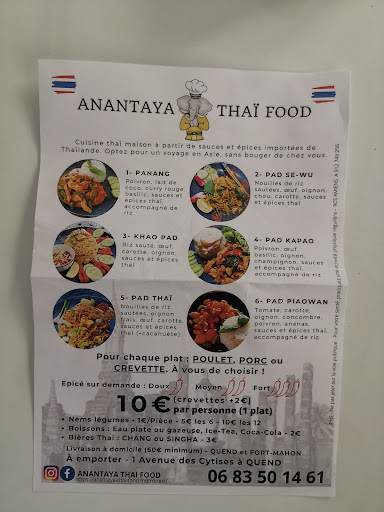 ANANTAYA THAÏ FOOD
Cuisine thaï maison à partir de sauces et épices importées de
Thaïlande. Optez pour un voyage en Asie, sans bouger de chez vous.
1- PANANG
Poivron, lait de
coco, curry rouge,
basilic, sauces et
épices thaï,
accompagné de
riz
2- PAD SE-WU
Nouilles de riz
sautées, œuf, oignon,
chou, carotte, sauces
et épices thaï
3- KHAO PAD
Riz sauté, œuf,
carotte, oignon,
sauces et épices
thaï
4- PAD KAPAO
Poivron, œuf
basilic, oignon,
champignon, sauces
et épices thaï,
accompagné de riz
5- PAD THAÏ
Nouilles de riz
sautées, oignon
frais, œuf, carotte
sauces et épices
thaï (+cacahuète)
6- PAD PIAOWAN
Tomate, carotte,
oignon, concombre,
poivron, ananas,
sauces et épices thaï,
accompagné de riz
Pour chaque plat : POULET, PORC ou
CREVETTE. À vous de choisir !
Epicé sur demande : Doux Moyen Fort
10 € (crevettes +2€)
par personne (1 plat)
• Nems légumes - 1€/Pièce - 5€ les 6 - 10€ les 12
• Boissons : Eau plate ou gazeuse, Ice-Tea, Coca-Cola - 2€
• Bières Thaï : CHANG ou SINGHA - 3€
Livraison à domicile (60€ minimum) - QUEND et FORT-MAHON
À emporter - 1 Avenue des Cytises à QUEND
ANANTAYA THAI FOOD
06 83 50 14 61